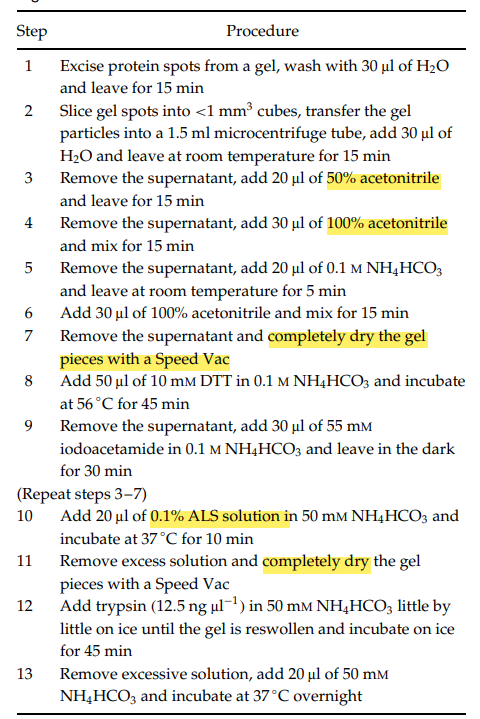 Step Procedure
1 Excise protein spots from a gel, wash with 30 µl of H₂O
and leave for 15 min
2 Slice gel spots into <1 mm³ cubes, transfer the gel
particles into a 1.5 ml microcentrifuge tube, add 30 µl of
H₂O and leave at room temperature for 15 min
3 Remove the supernatant, add 20 µl of 50% acetonitrile
and leave for 15 min
4 Remove the supernatant, add 30 µl of 100% acetonitrile
and mix for 15 min
5 Remove the supernatant, add 20 µl of 0.1 M NH₄HCO₃
and leave at room temperature for 5 min
6 Add 30 µl of 100% acetonitrile and mix for 15 min
7 Remove the supernatant and completely dry the gel
pieces with a Speed Vac
8 Add 50 µl of 10 mM DTT in 0.1 M NH₄HCO₃ and incubate
at 56 °C for 45 min
9 Remove the supernatant, add 30 µl of 55 mM
iodoacetamide in 0.1 M NH₄HCO₃ and leave in the dark
for 30 min
(Repeat steps 3–7)
10 Add 20 µl of 0.1% ALS solution in 50 mM NH₄HCO₃ and
incubate at 37 °C for 10 min
11 Remove excess solution and completely dry the gel
pieces with a Speed Vac
12 Add trypsin (12.5 ng µl⁻¹) in 50 mM NH₄HCO₃ little by
little on ice until the gel is reswollen and incubate on ice
for 45 min
13 Remove excessive solution, add 20 µl of 50 mM
NH₄HCO₃ and incubate at 37 °C overnight